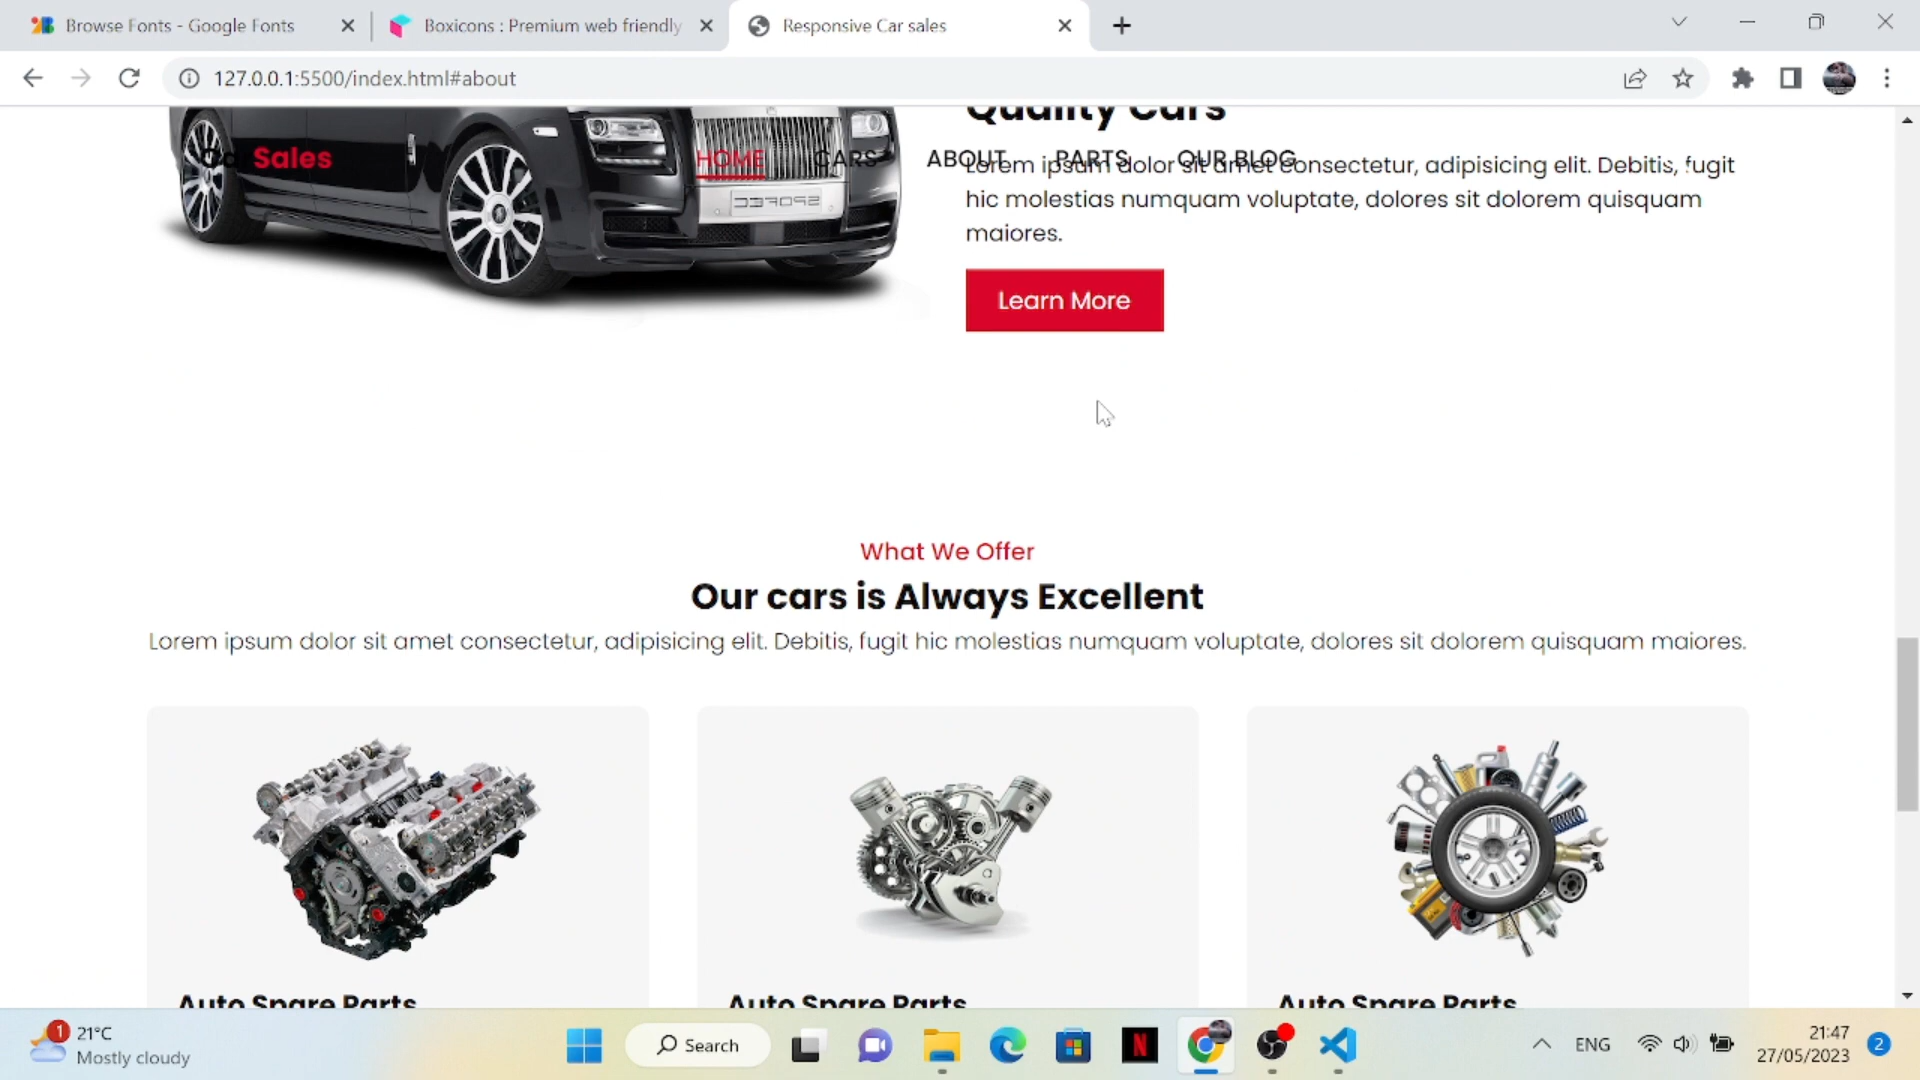 Browse Fonts - Google Fonts
Boxicons : Premium web friendly
Responsive Car sales
127.0.0.1:5500/index.html#about
Quality Cars
Car Sales
HOME
CARS
ABOUT
PARTS
OUR BLOG
Lorem ipsum dolor sit amet consectetur, adipisicing elit. Debitis, fugit
hic molestias numquam voluptate, dolores sit dolorem quisquam
maiores.
Learn More
What We Offer
Our cars is Always Excellent
Lorem ipsum dolor sit amet consectetur, adipisicing elit. Debitis, fugit hic molestias numquam voluptate, dolores sit dolorem quisquam maiores.
Auto Spare Parts
Auto Spare Parts
Auto Spare Parts
1
21°C
Mostly cloudy
Search
N
ENG
21:47
27/05/2023
2